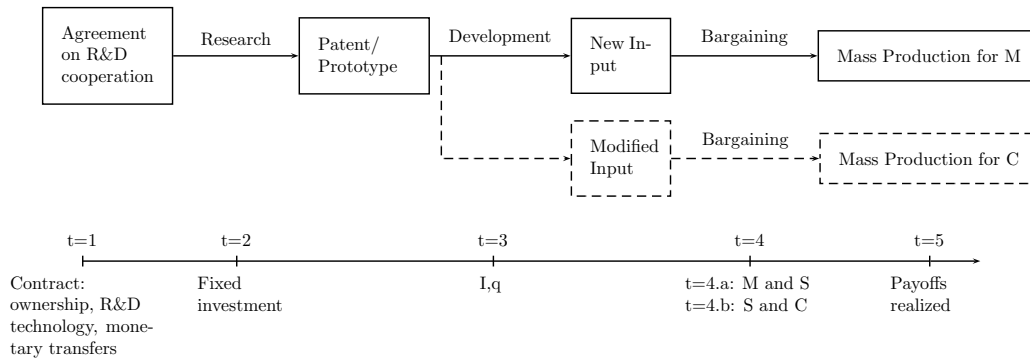 Agreement
on R&D
cooperation
Research
Patent/
Prototype
Development
New In-
put
Bargaining
Mass Production for M
Modified
Input
Bargaining
Mass Production for C
t=1
t=2
t=3
t=4
t=5
Contract:
ownership, R&D
technology, mone-
tary transfers
Fixed
investment
I,q
t=4.a: M and S
t=4.b: S and C
Payoffs
realized